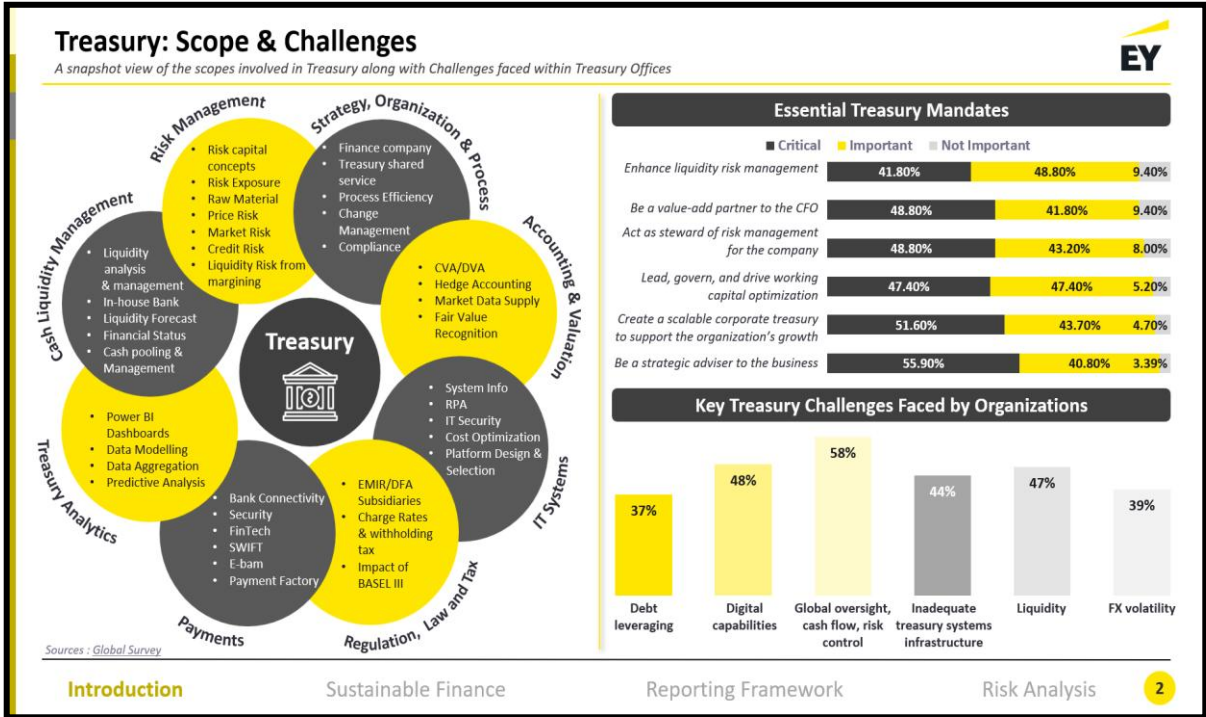 Treasury: Scope & Challenges
A snapshot view of the scopes involved in Treasury along with Challenges faced within Treasury Offices
EY
Risk Management
• Risk capital
concepts
• Risk Exposure
• Raw Material
• Price Risk
• Market Risk
• Credit Risk
• Liquidity Risk from
margining
Strategy, Organization & Process
• Finance company
• Treasury shared
service
• Process Efficiency
• Change
Management
• Compliance
Accounting & Valuation
• CVA/DVA
• Hedge Accounting
• Market Data Supply
• Fair Value
Recognition
IT Systems
• System Info
• RPA
• IT Security
• Cost Optimization
• Platform Design &
Selection
Regulation, Law and Tax
• EMIR/DFA
Subsidiaries
• Charge Rates
& withholding
tax
• Impact of
BASEL III
Payments
• Bank Connectivity
• Security
• FinTech
• SWIFT
• E-bam
• Payment Factory
Treasury Analytics
• Power BI
Dashboards
• Data Modelling
• Data Aggregation
• Predictive Analysis
Cash Liquidity Management
• Liquidity
analysis
& management
• In-house Bank
• Liquidity Forecast
• Financial Status
• Cash pooling &
Management
Treasury
Sources : Global Survey
Essential Treasury Mandates
Critical Important Not Important
Enhance liquidity risk management 41.80% 48.80% 9.40%
Be a value-add partner to the CFO 48.80% 41.80% 9.40%
Act as steward of risk management
for the company 48.80% 43.20% 8.00%
Lead, govern, and drive working
capital optimization 47.40% 47.40% 5.20%
Create a scalable corporate treasury
to support the organization's growth 51.60% 43.70% 4.70%
Be a strategic adviser to the business 55.90% 40.80% 3.39%
Key Treasury Challenges Faced by Organizations
37% 48% 58% 44% 47% 39%
Debt
leveraging
Digital
capabilities
Global oversight,
cash flow, risk
control
Inadequate
treasury systems
infrastructure
Liquidity
FX volatility
Introduction Sustainable Finance Reporting Framework Risk Analysis 2